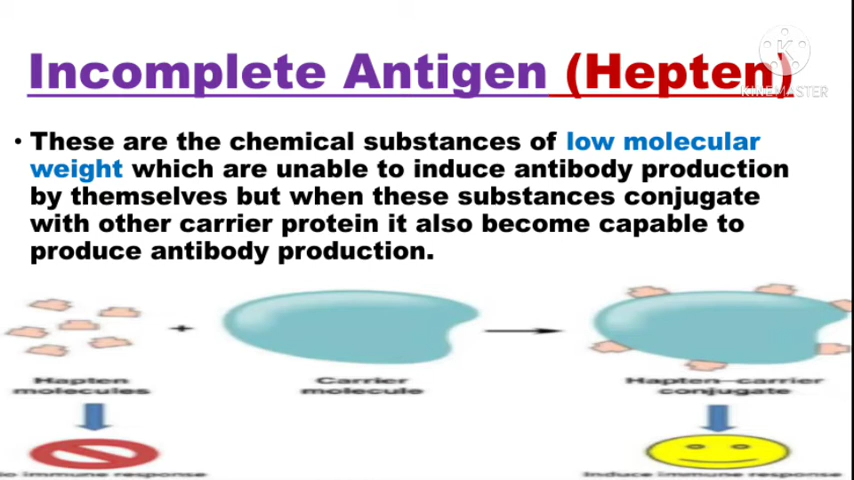 Incomplete Antigen (Hepten)
KINEMASTER
• These are the chemical substances of low molecular
weight which are unable to induce antibody production
by themselves but when these substances conjugate
with other carrier protein it also become capable to
produce antibody production.
+
Hapten
molecules
Carrier
molecule
Hapten-carrier
conjugate
immune response
Induce immune response